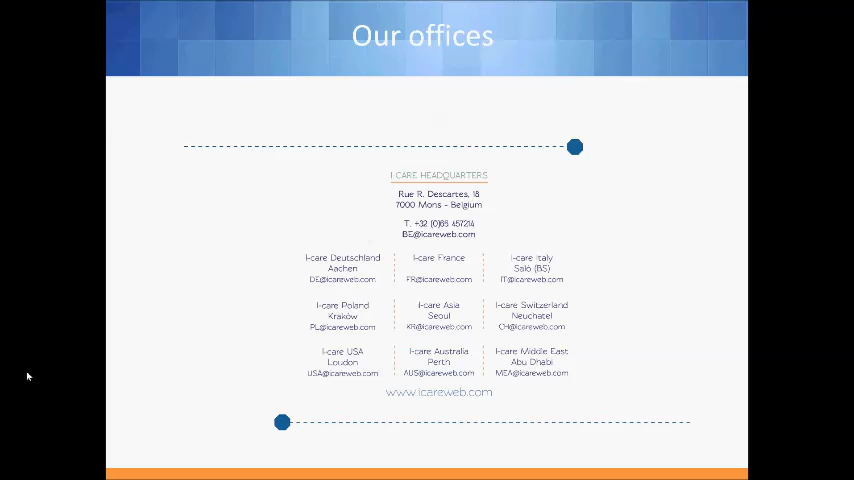 Our offices
I-CARE HEADQUARTERS
Rue R. Descartes, 18
7000 Mons - Belgium
T. +32 (0)65 457214
BE@icareweb.com
I-care Deutschland
Aachen
DE@icareweb.com
I-care France
FR@icareweb.com
I-care Italy
Salò (BS)
IT@icareweb.com
I-care Poland
Kraków
PL@icareweb.com
I-care Asia
Seoul
KR@icareweb.com
I-care Switzerland
Neuchatel
CH@icareweb.com
I-care USA
Loudon
USA@icareweb.com
I-care Australia
Perth
AUS@icareweb.com
I-care Middle East
Abu Dhabi
MEA@icareweb.com
www.icareweb.com